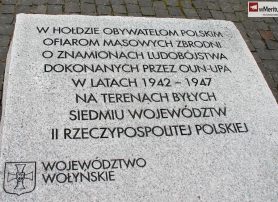 wMeritum
W HOŁDZIE OBYWATELOM POLSKIM
OFIAROM MASOWYCH ZBRODNI
O ZNAMIONACH LUDOBÓJSTWA
DOKONANYCH PRZEZ OUN-UPA
W LATACH 1942 – 1947
NA TERENACH BYŁYCH
SIEDMIU WOJEWÓDZTW
II RZECZYPOSPOLITEJ POLSKIEJ
WOJEWÓDZTWO
WOŁYŃSKIE